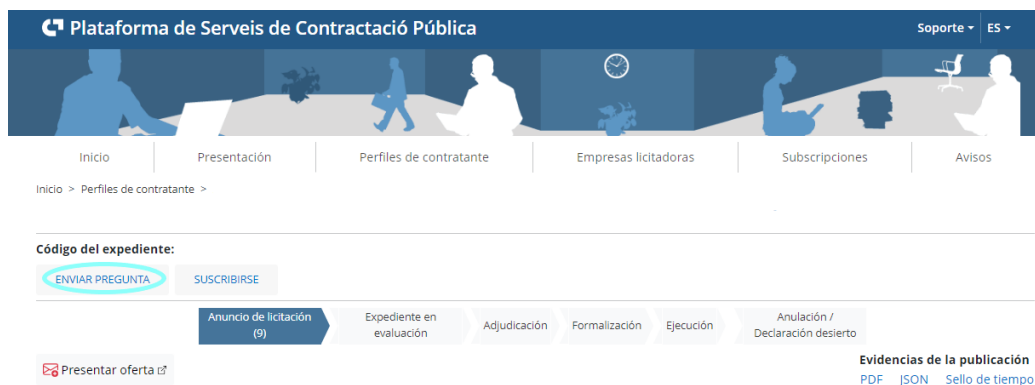 Plataforma de Serveis de Contractació Pública
Soporte ES
Inicio Presentación Perfiles de contratante Empresas licitadoras Subscripciones Avisos
Inicio > Perfiles de contratante >
Código del expediente:
ENVIAR PREGUNTA SUSCRIBIRSE
Anuncio de licitación
(9)
Expediente en
evaluación
Adjudicación
Formalización
Ejecución
Anulación /
Declaración desierto
Presentar oferta
Evidencias de la publicación
PDF JSON Sello de tiempo